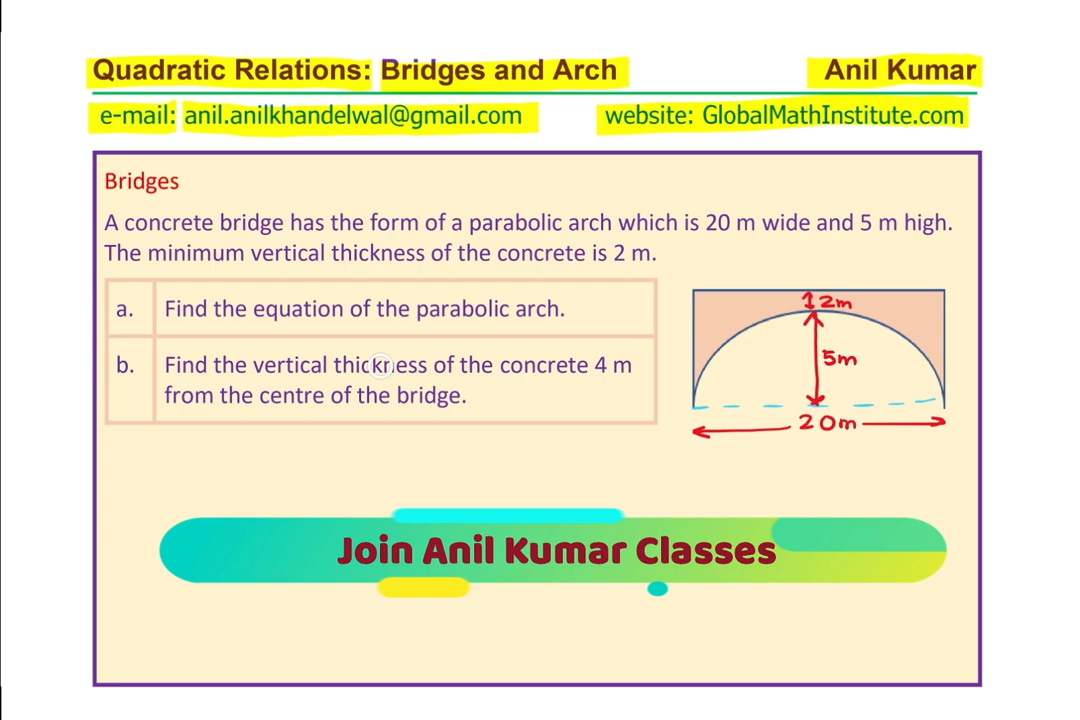 Quadratic Relations: Bridges and Arch Anil Kumar
e-mail: anil.anilkhandelwal@gmail.com website: GlobalMathInstitute.com
Bridges
A concrete bridge has the form of a parabolic arch which is 20 m wide and 5 m high.
The minimum vertical thickness of the concrete is 2 m.
a. Find the equation of the parabolic arch.
b. Find the vertical thickness of the concrete 4 m
from the centre of the bridge.
2m
5m
20m
Join Anil Kumar Classes